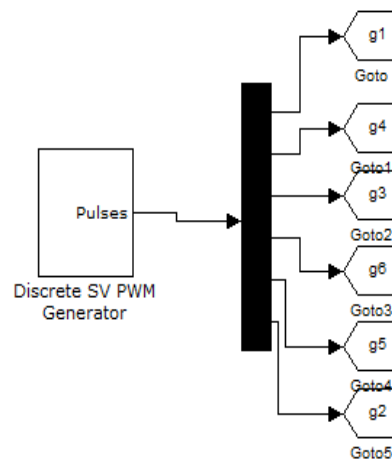 g1
Goto
g4
Goto1
Pulses
g3
Goto2
g6
Discrete SV PWM
Generator
Goto3
g5
Goto4
g2
Goto5